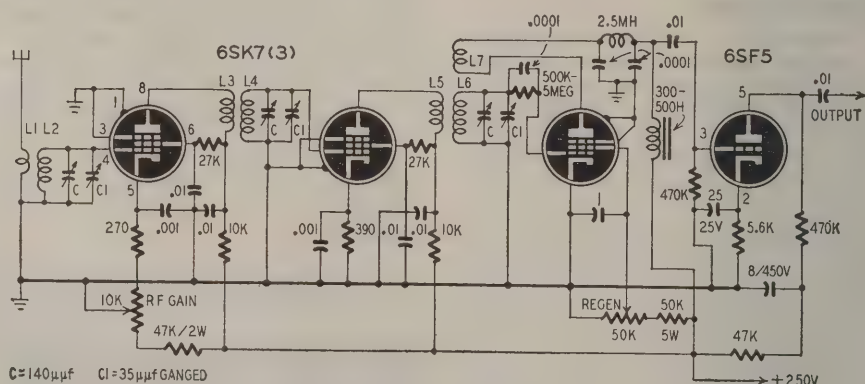 6SK7(3)
.0001
2.5MH
.01
6SF5
L7
.0001
L1 L2
L3
L4
L5
L6
500K-
5MEG
300-
500H
.01
OUTPUT
1
8
3
4
6
5
C
C1
27K
.01
.001
.01
10K
270
C
C1
27K
.001
390
.01
.01
10K
C
C1
1
5
3
2
470K
25
25V
5.6K
470K
8/450V
10K
RF GAIN
47K/2W
REGEN
50K
50K
5W
47K
+250V
C=140µµf C1=35µµf GANGED